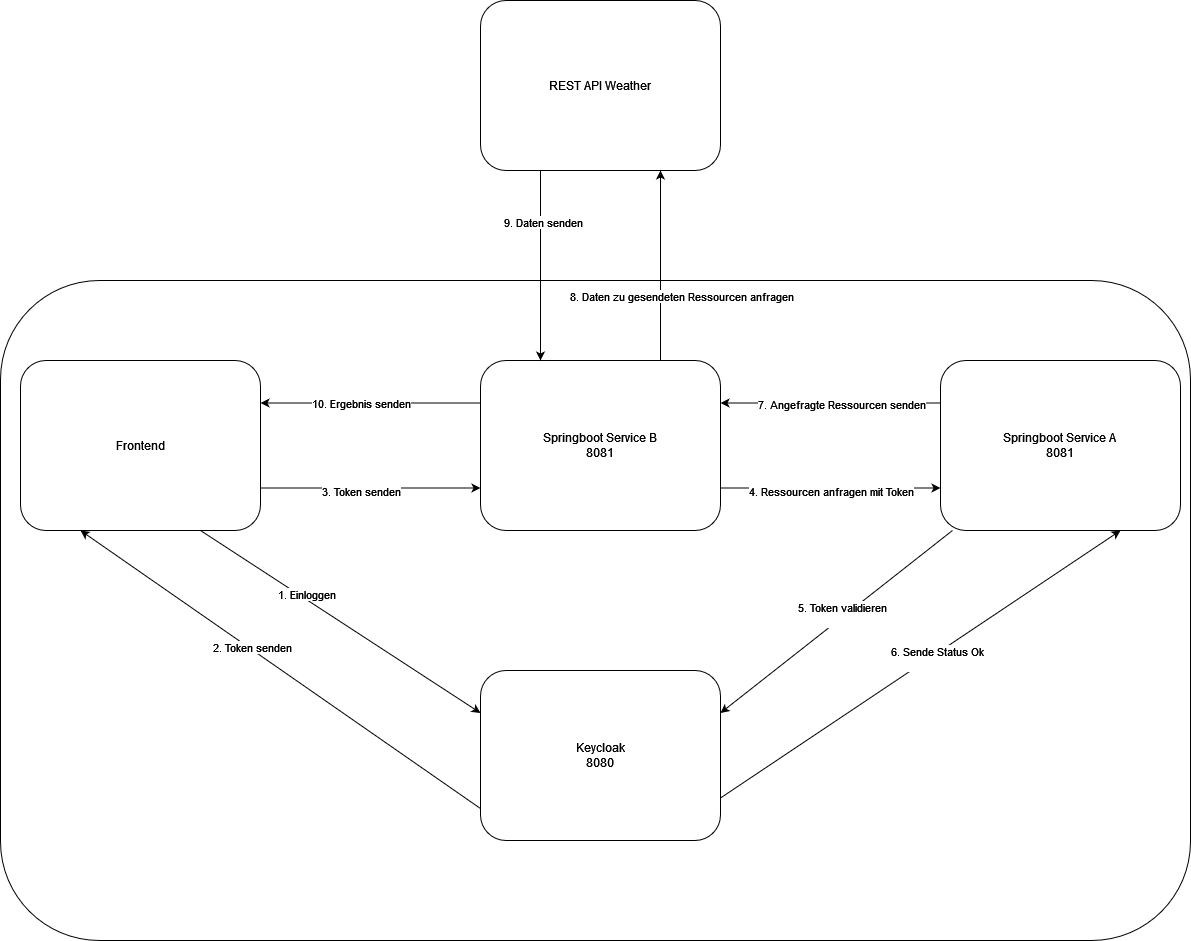 REST API Weather
9. Daten senden
8. Daten zu gesendeten Ressourcen anfragen
10. Ergebnis senden
7. Angefragte Ressourcen senden
Frontend
Springboot Service B
8081
Springboot Service A
8081
3. Token senden
4. Ressourcen anfragen mit Token
1. Einloggen
5. Token validieren
2. Token senden
6. Sende Status Ok
Keycloak
8080